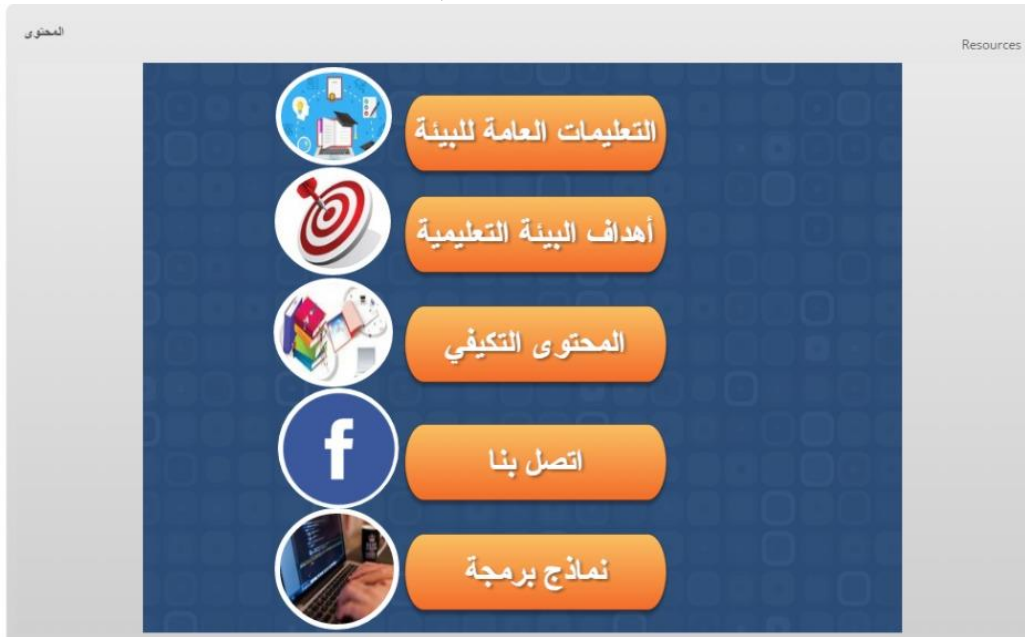 المحتوى
Resources
التعليمات العامة للبيئة
أهداف البيئة التعليمية
المحتوى التكيفي
f
اتصل بنا
نماذج برمجة